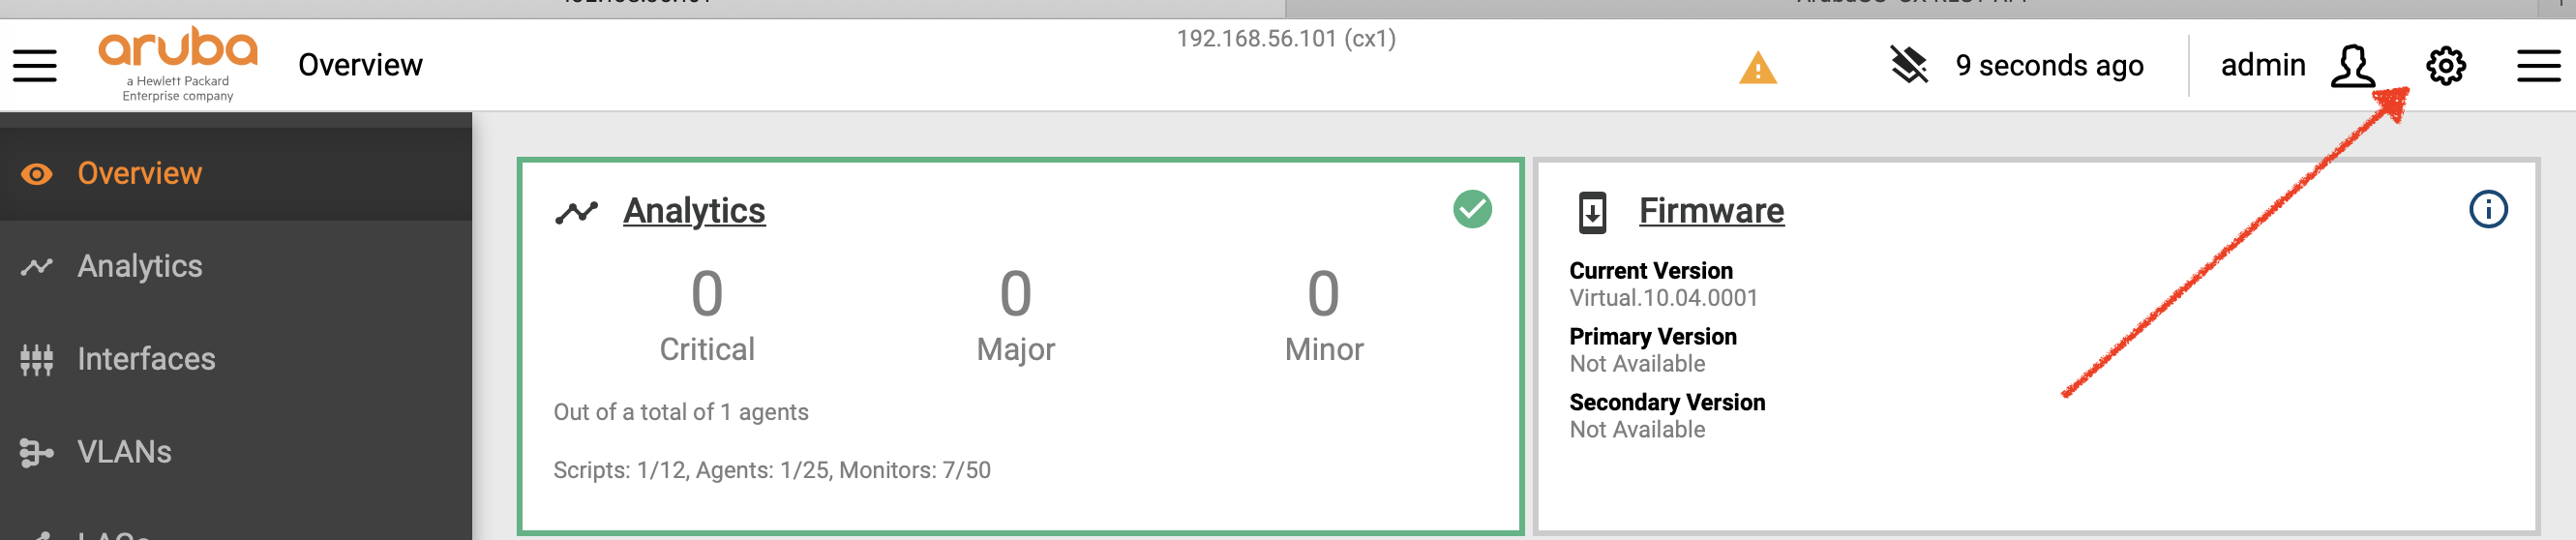 192.168.56.101 (cx1)
aruba
a Hewlett Packard
Enterprise company
Overview
9 seconds ago
admin
Overview
Analytics
Interfaces
VLANs
Analytics
0
0
0
Critical
Major
Minor
Out of a total of 1 agents
Scripts: 1/12, Agents: 1/25, Monitors: 7/50
Firmware
Current Version
Virtual.10.04.0001
Primary Version
Not Available
Secondary Version
Not Available